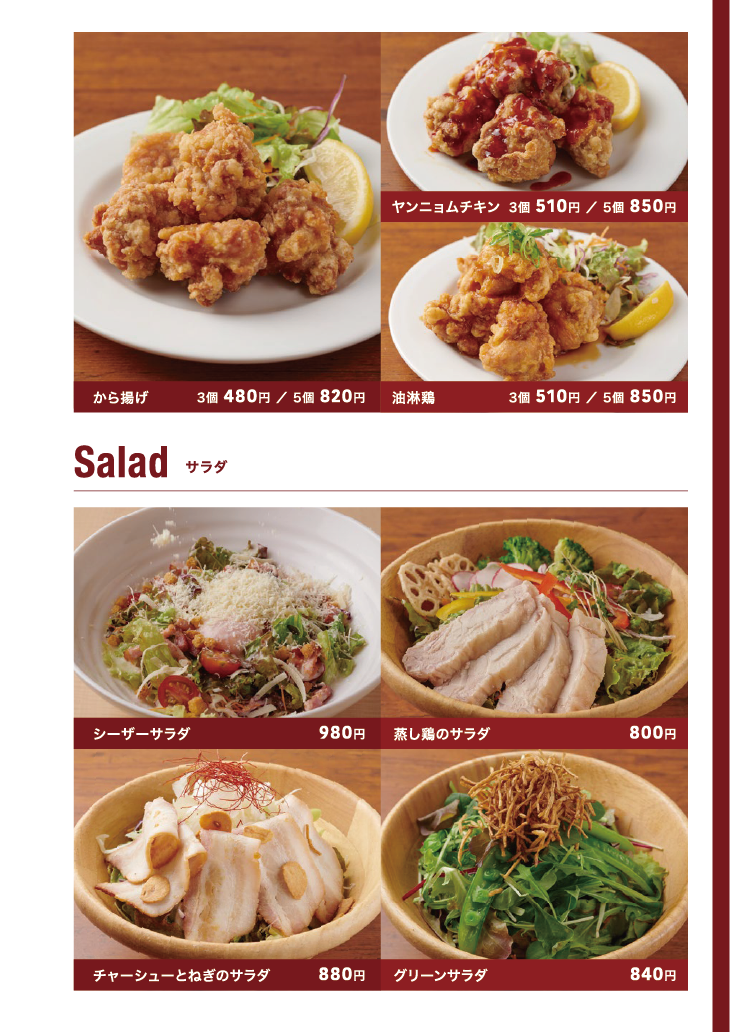 ヤンニョムチキン 3個 510円 ／ 5個 850円
から揚げ 3個 480円 ／ 5個 820円
油淋鶏 3個 510円 ／ 5個 850円
Salad サラダ
シーザーサラダ 980円
蒸し鶏のサラダ 800円
チャーシューとねぎのサラダ 880円
グリーンサラダ 840円